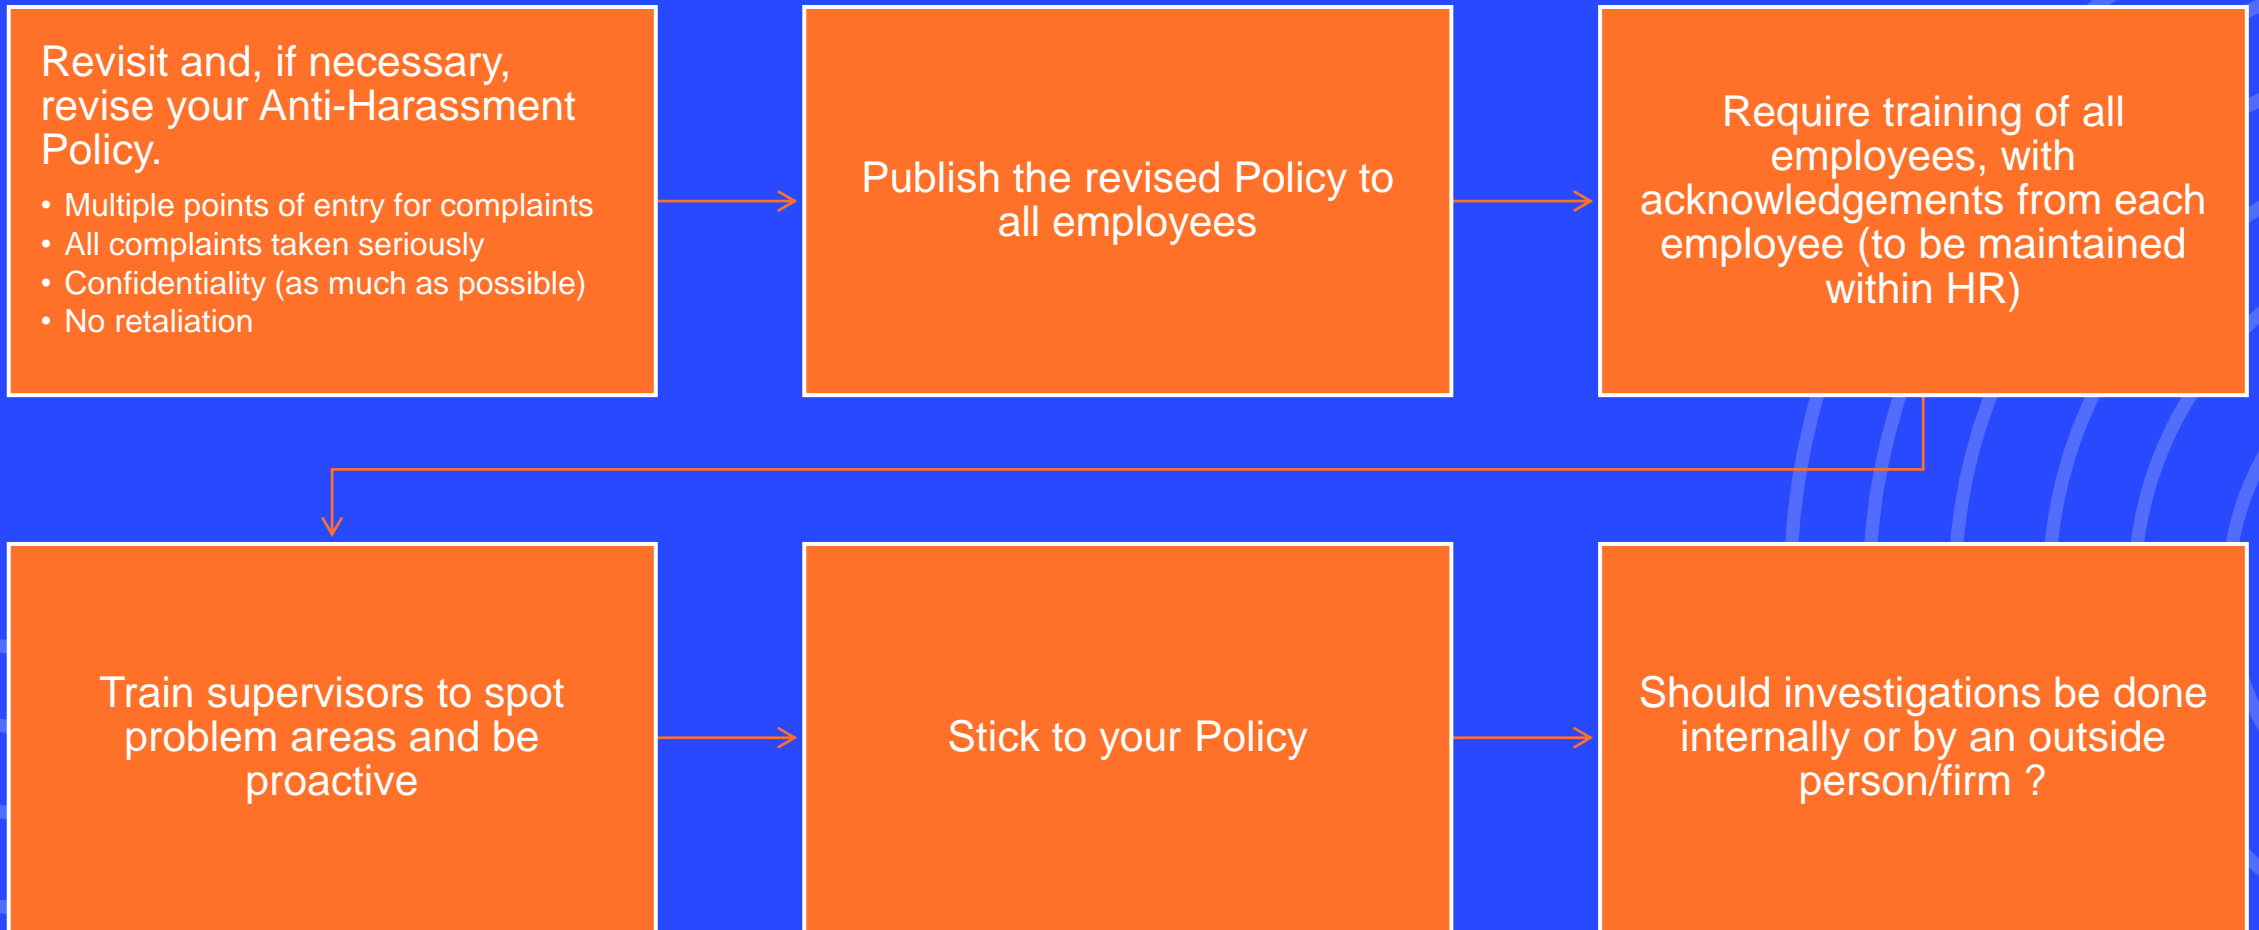 Revisit and, if necessary,
revise your Anti-Harassment
Policy.
• Multiple points of entry for complaints
• All complaints taken seriously
• Confidentiality (as much as possible)
• No retaliation
Publish the revised Policy to
all employees
Require training of all
employees, with
acknowledgements from each
employee (to be maintained
within HR)
Train supervisors to spot
problem areas and be
proactive
Stick to your Policy
Should investigations be done
internally or by an outside
person/firm ?